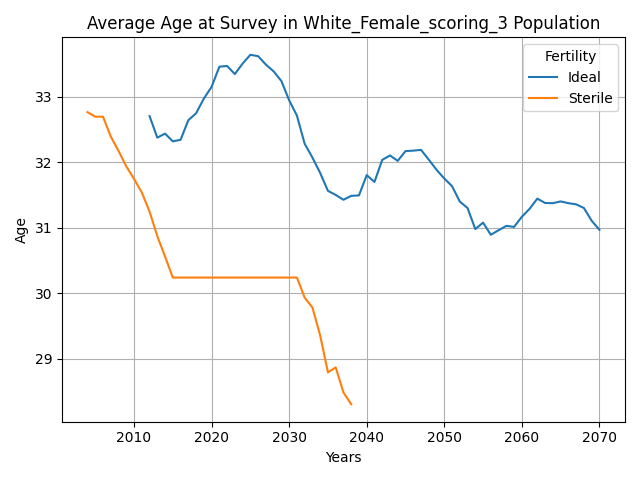 Average Age at Survey in White_Female_scoring_3 Population
Fertility
Ideal
Sterile
Age
33
32
31
30
29
2010 2020 2030 2040 2050 2060 2070
Years